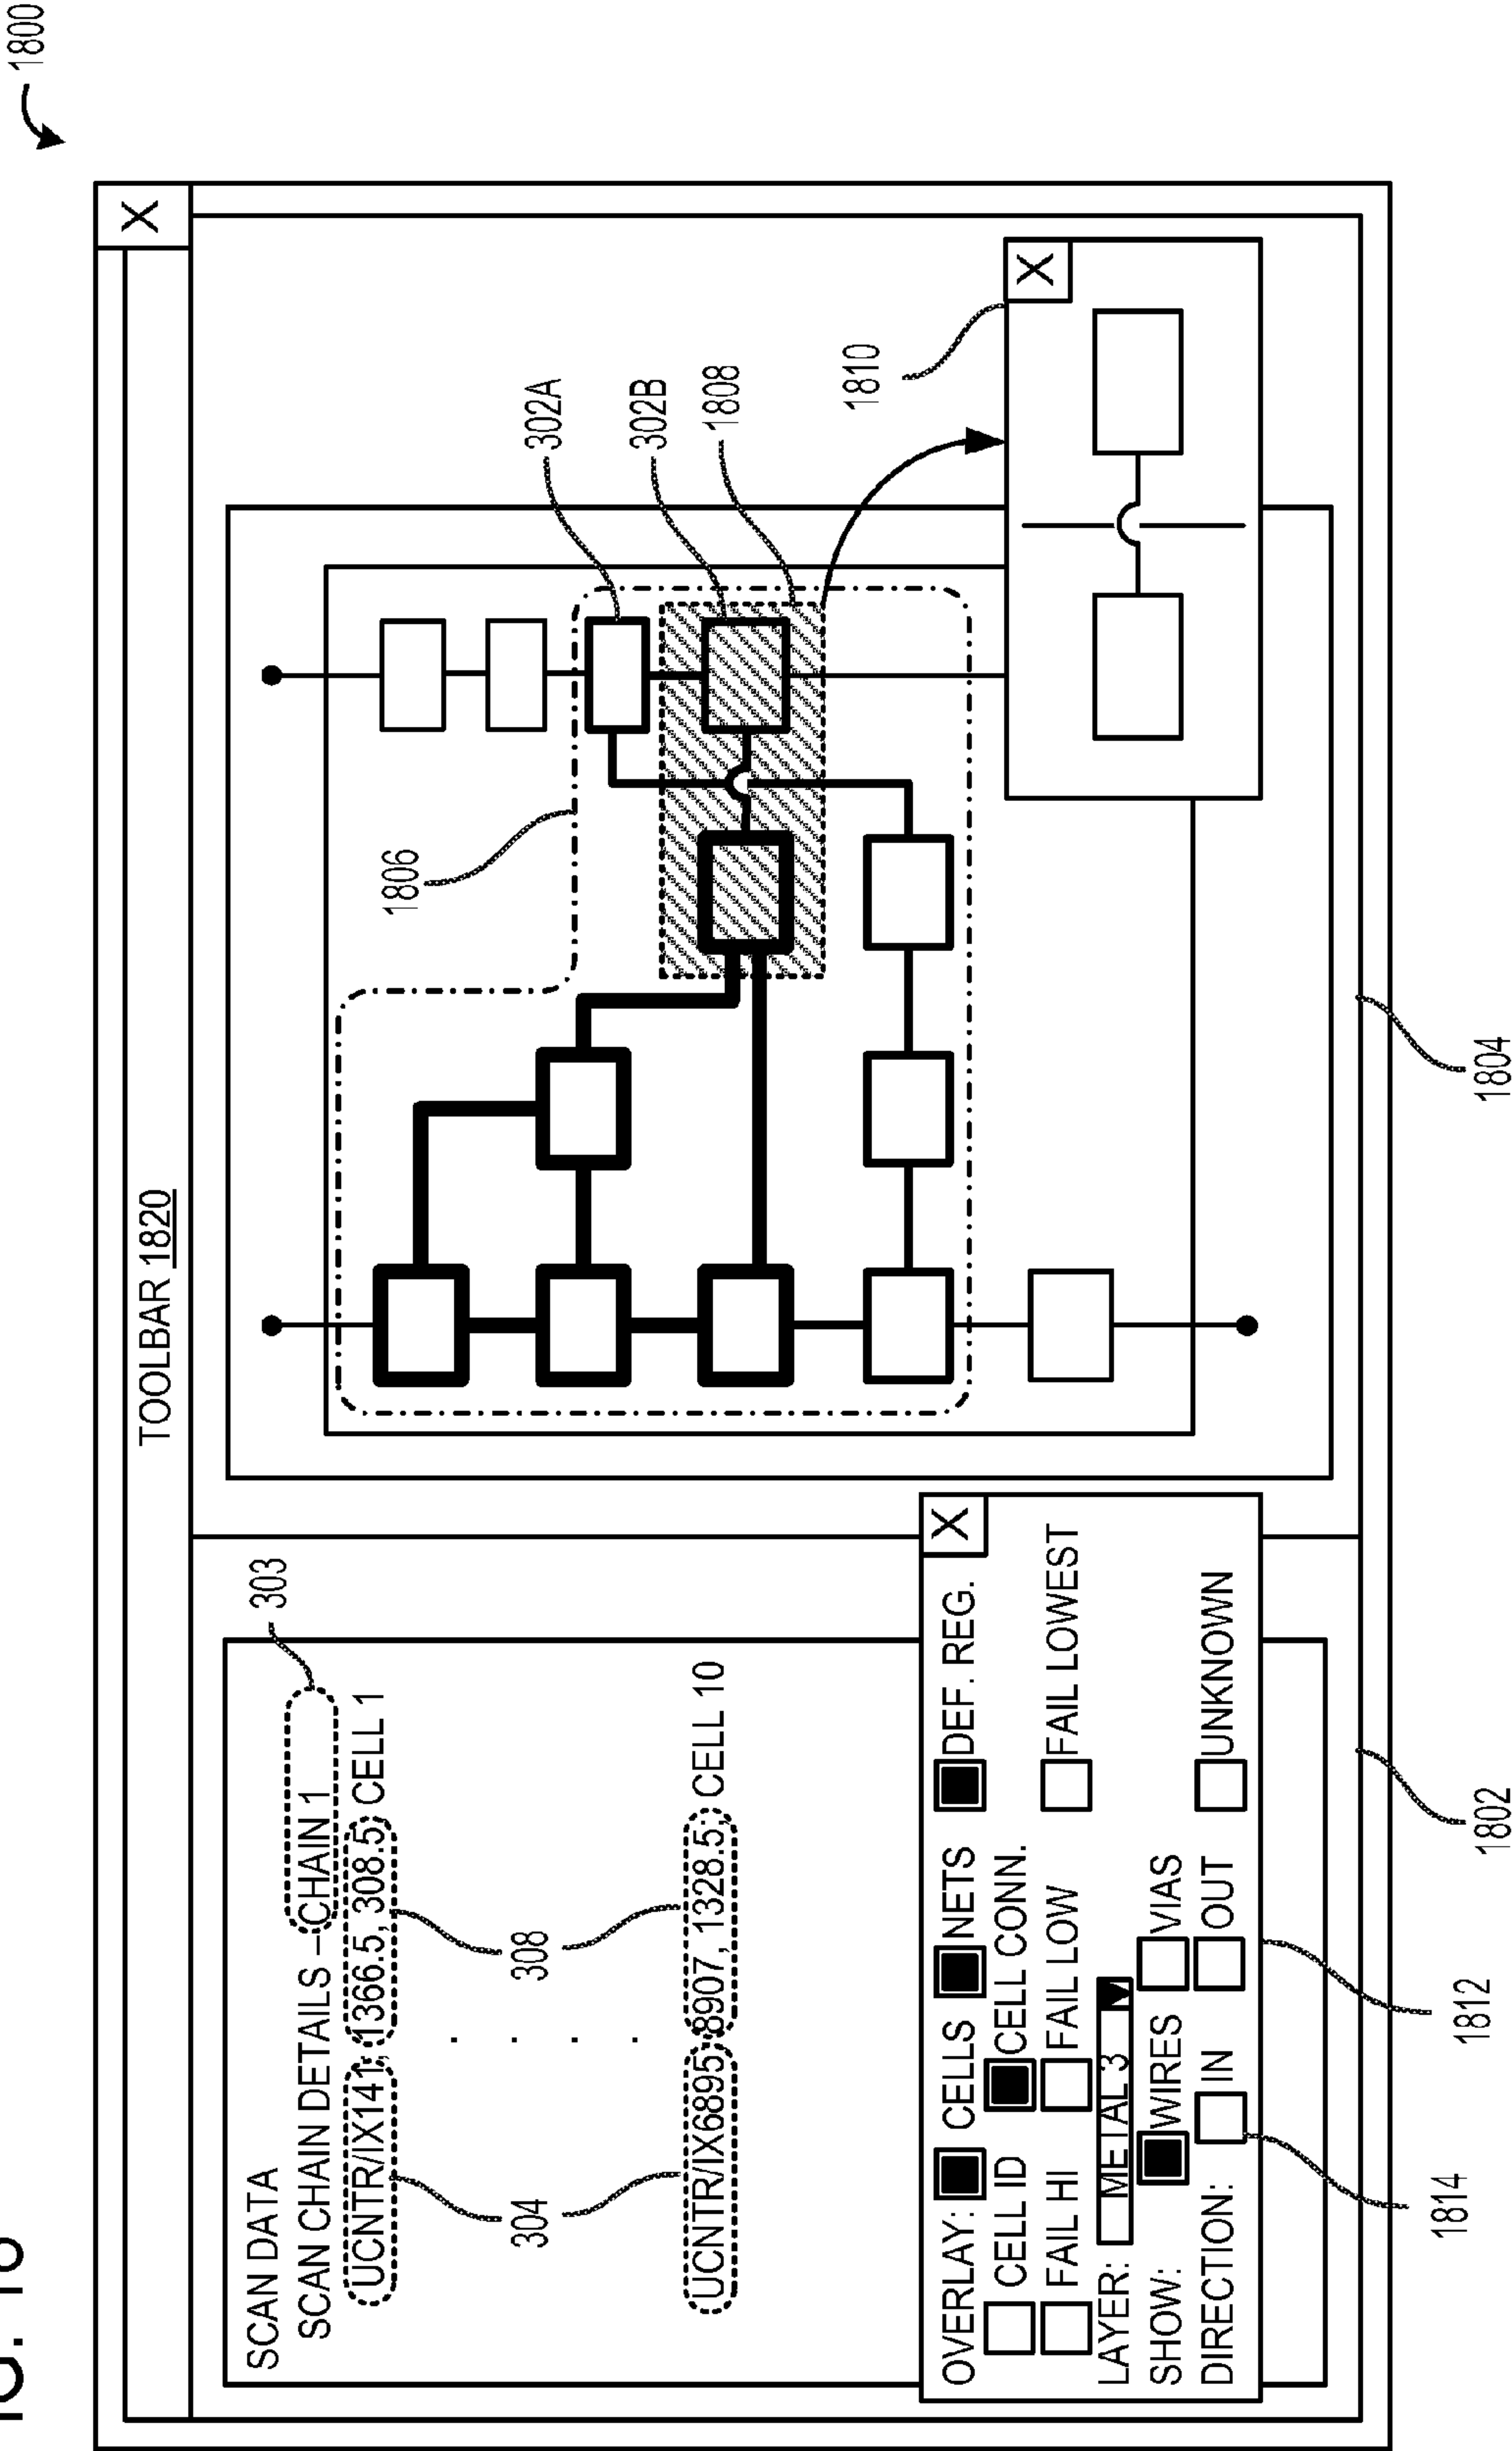 1800
TOOLBAR 1820
X
SCAN DATA
SCAN CHAIN DETAILS – CHAIN 1
303
UCNTR/IX141; 1366.5, 308.5; CELL 1
304
308
UCNTR/IX6895; 8907, 1328.5; CELL 10
X
OVERLAY: CELLS NETS DEF. REG.
CELL ID CELL CONN.
FAIL HI FAIL LOW FAIL LOWEST
LAYER: METAL 3
SHOW: WIRES VIAS
DIRECTION: IN OUT UNKNOWN
1814
1812
1802
1806
302A
302B
1808
1810
X
1804